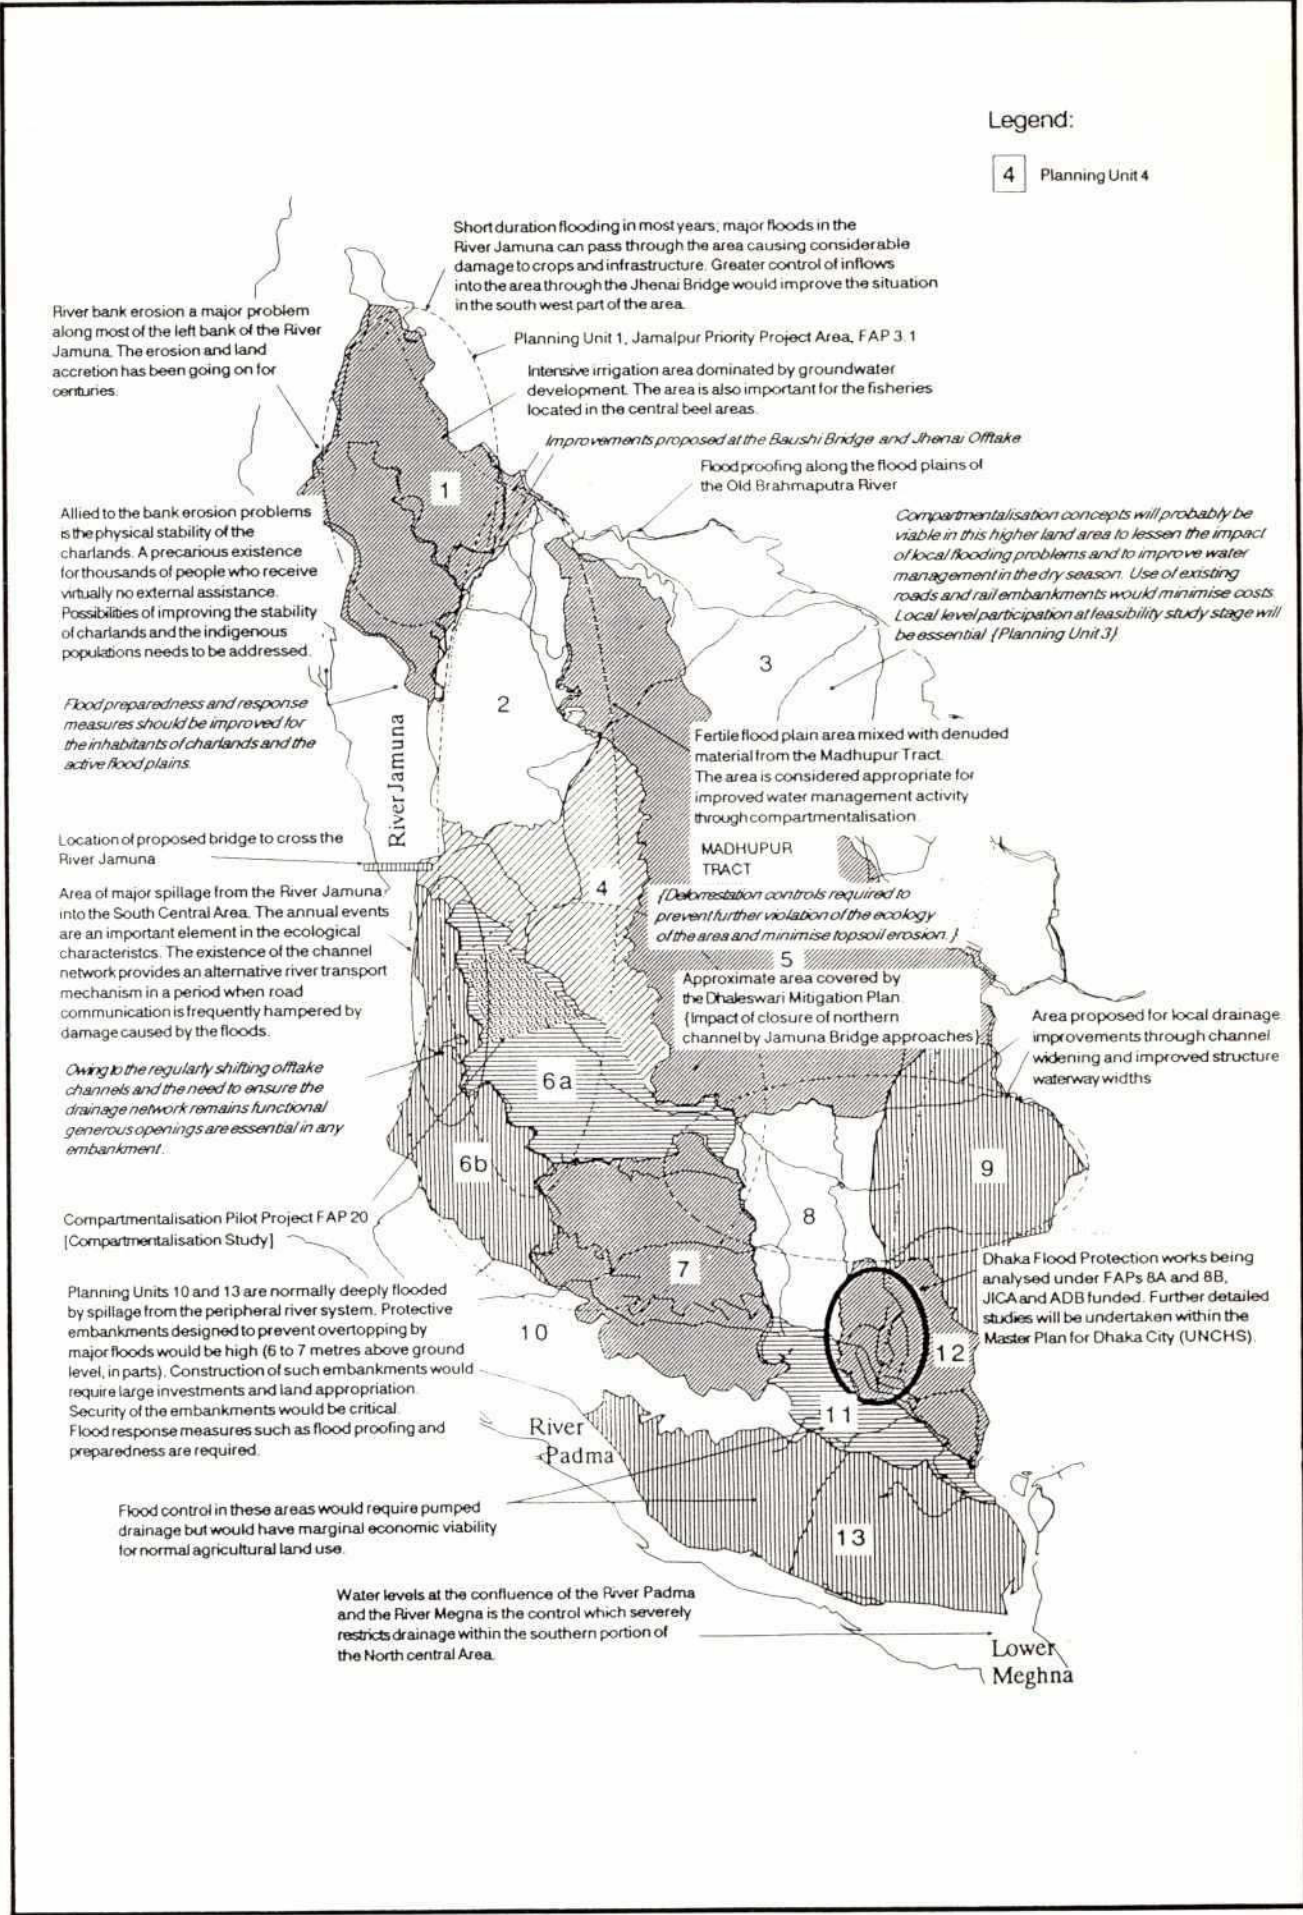 Legend:
4 Planning Unit 4
Short duration flooding in most years; major floods in the
River Jamuna can pass through the area causing considerable
damage to crops and infrastructure. Greater control of inflows
into the area through the Jhenai Bridge would improve the situation
in the south west part of the area.
River bank erosion a major problem
along most of the left bank of the River
Jamuna. The erosion and land
accretion has been going on for
centuries.
Planning Unit 1, Jamalpur Priority Project Area, FAP 3.1
Intensive irrigation area dominated by groundwater
development. The area is also important for the fisheries
located in the central beel areas.
Improvements proposed at the Baushi Bridge and Jhenai Offtake
Flood proofing along the flood plains of
the Old Brahmaputra River
1
Allied to the bank erosion problems
is the physical stability of the
charlands. A precarious existence
for thousands of people who receive
virtually no external assistance.
Possibilities of improving the stability
of charlands and the indigenous
populations needs to be addressed.
Compartmentalisation concepts will probably be
viable in this higher land area to lessen the impact
of local flooding problems and to improve water
management in the dry season. Use of existing
roads and rail embankments would minimise costs.
Local level participation at feasibility study stage will
be essential {Planning Unit 3}
3
2
Flood preparedness and response
measures should be improved for
the inhabitants of charlands and the
active flood plains.
River Jamuna
Fertile flood plain area mixed with denuded
material from the Madhupur Tract.
The area is considered appropriate for
improved water management activity
through compartmentalisation
Location of proposed bridge to cross the
River Jamuna
MADHUPUR
TRACT
4
{Deforrestation controls required to
prevent further violation of the ecology
of the area and minimise topsoil erosion.}
5
Area of major spillage from the River Jamuna
into the South Central Area. The annual events
are an important element in the ecological
characteristcs. The existence of the channel
network provides an alternative river transport
mechanism in a period when road
communication is frequently hampered by
damage caused by the floods.
Approximate area covered by
the Dhaleswari Mitigation Plan.
{Impact of closure of northern
channel by Jamuna Bridge approaches}
Area proposed for local drainage
improvements through channel
widening and improved structure
waterway widths
Owing to the regularly shifting offtake
channels and the need to ensure the
drainage network remains functional
generous openings are essential in any
embankment.
6a
6b
9
8
Compartmentalisation Pilot Project FAP 20
[Compartmentalisation Study]
7
Dhaka Flood Protection works being
analysed under FAPs 8A and 8B,
JICA and ADB funded. Further detailed
studies will be undertaken within the
Master Plan for Dhaka City (UNCHS).
Planning Units 10 and 13 are normally deeply flooded
by spillage from the peripheral river system. Protective
embankments designed to prevent overtopping by
major floods would be high (6 to 7 metres above ground
level, in parts). Construction of such embankments would
require large investments and land appropriation.
Security of the embankments would be critical.
Flood response measures such as flood proofing and
preparedness are required.
10
12
11
River
Padma
Flood control in these areas would require pumped
drainage but would have marginal economic viability
for normal agricultural land use.
13
Water levels at the confluence of the River Padma
and the River Megna is the control which severely
restricts drainage within the southern portion of
the North central Area.
Lower
Meghna